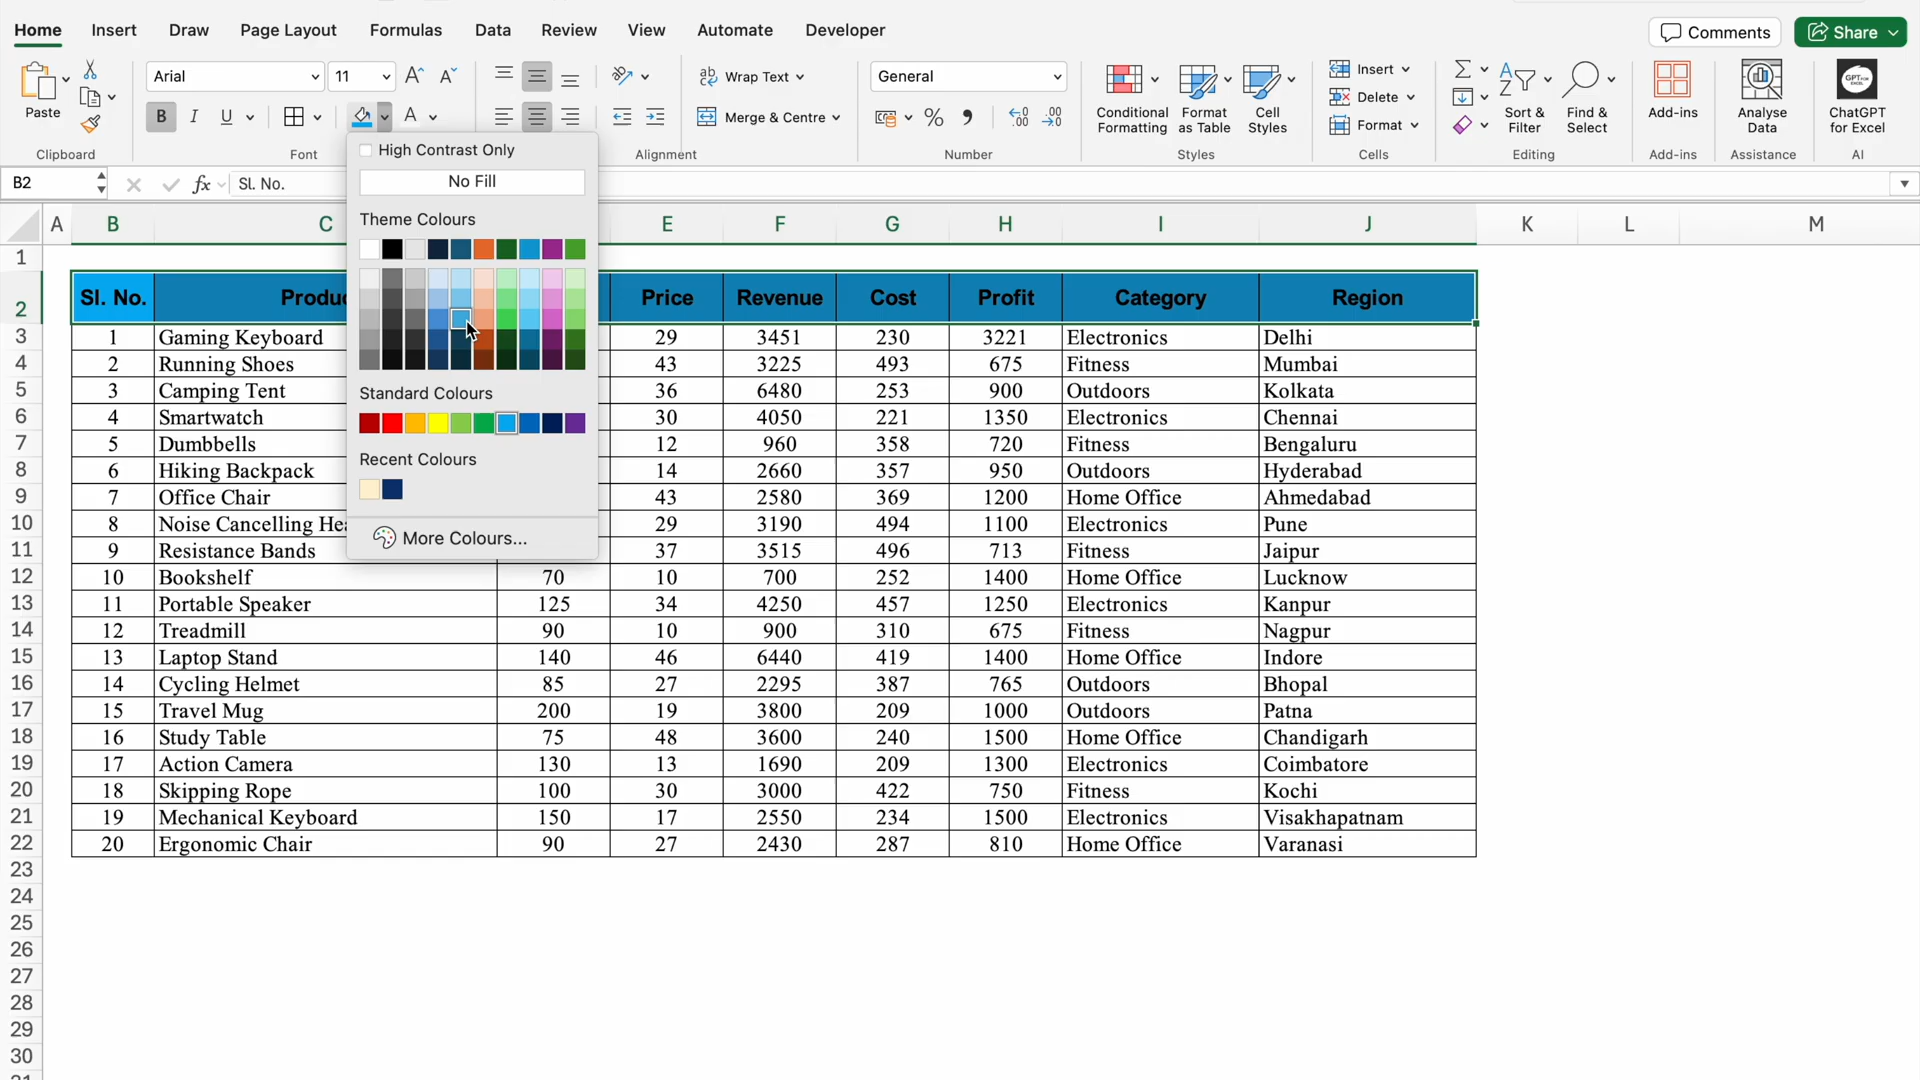 Home Insert Draw Page Layout Formulas Data Review View Automate Developer Comments Share
Arial 11 Wrap Text General Insert
Paste B I U A Merge & Centre % Conditional Formatting Format as Table Cell Styles Delete Format Sort & Filter Find & Select Add-ins Analyse Data ChatGPT for Excel
Clipboard Font Alignment Number Styles Cells Editing Add-ins Assistance AI
B2 fx Sl. No.
High Contrast Only
No Fill
Theme Colours
Standard Colours
Recent Colours
More Colours...
A B C E F G H I J K L M
1
2 Sl. No. Produc Price Revenue Cost Profit Category Region
3 1 Gaming Keyboard 29 3451 230 3221 Electronics Delhi
4 2 Running Shoes 43 3225 493 675 Fitness Mumbai
5 3 Camping Tent 36 6480 253 900 Outdoors Kolkata
6 4 Smartwatch 30 4050 221 1350 Electronics Chennai
7 5 Dumbbells 12 960 358 720 Fitness Bengaluru
8 6 Hiking Backpack 14 2660 357 950 Outdoors Hyderabad
9 7 Office Chair 43 2580 369 1200 Home Office Ahmedabad
10 8 Noise Cancelling Hea 29 3190 494 1100 Electronics Pune
11 9 Resistance Bands 37 3515 496 713 Fitness Jaipur
12 10 Bookshelf 70 10 700 252 1400 Home Office Lucknow
13 11 Portable Speaker 125 34 4250 457 1250 Electronics Kanpur
14 12 Treadmill 90 10 900 310 675 Fitness Nagpur
15 13 Laptop Stand 140 46 6440 419 1400 Home Office Indore
16 14 Cycling Helmet 85 27 2295 387 765 Outdoors Bhopal
17 15 Travel Mug 200 19 3800 209 1000 Outdoors Patna
18 16 Study Table 75 48 3600 240 1500 Home Office Chandigarh
19 17 Action Camera 130 13 1690 209 1300 Electronics Coimbatore
20 18 Skipping Rope 100 30 3000 422 750 Fitness Kochi
21 19 Mechanical Keyboard 150 17 2550 234 1500 Electronics Visakhapatnam
22 20 Ergonomic Chair 90 27 2430 287 810 Home Office Varanasi
23
24
25
26
27
28
29
30